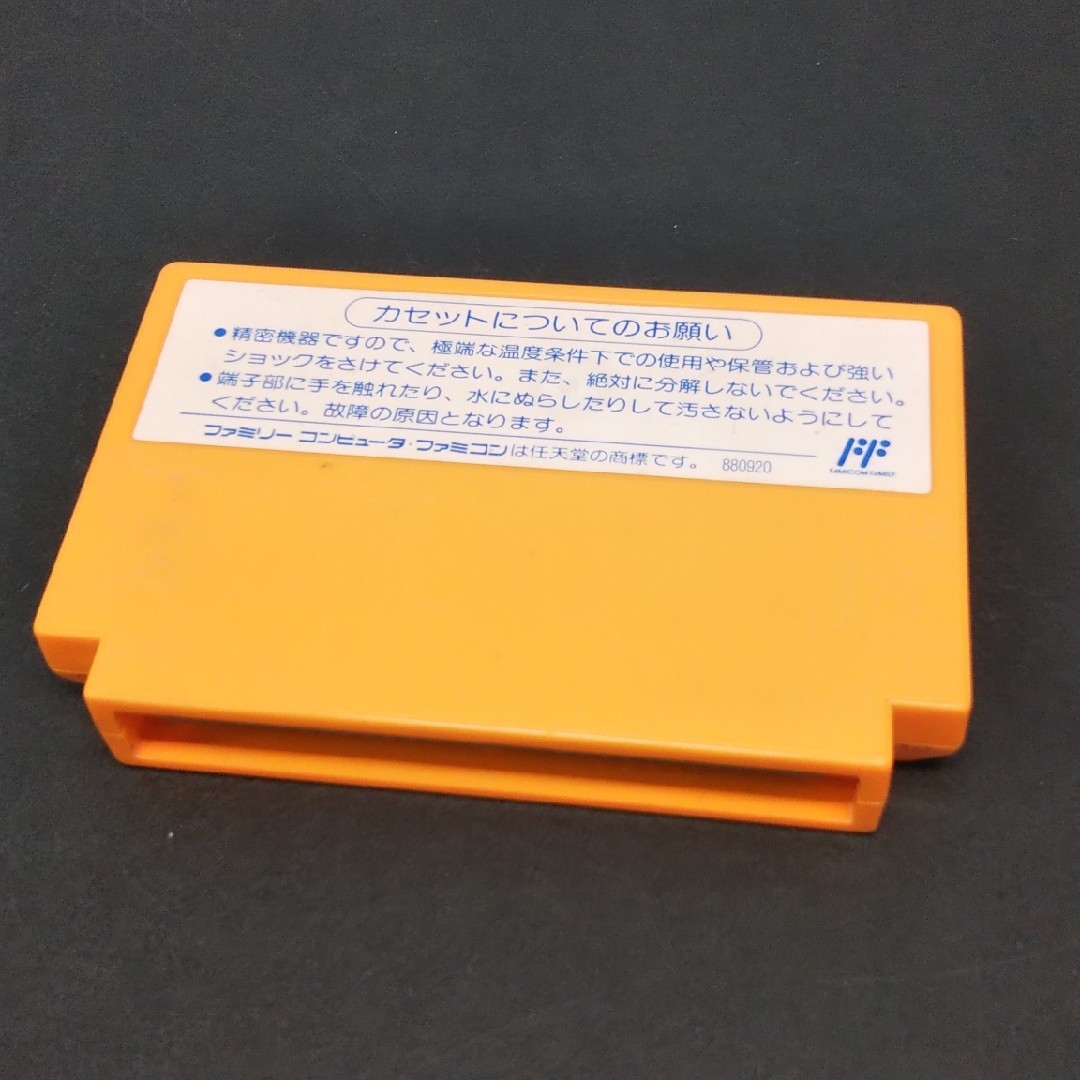 カセットについてのお願い
●精密機器ですので、極端な温度条件下での使用や保管および強い
ショックをさけてください。また、絶対に分解しないでください。
●端子部に手を触れたり、水にぬらしたりして汚さないようにして
ください。故障の原因となります。
ファミリー コンピュータ・ファミコンは任天堂の商標です。 880920
FF
FAMICOM FAMILY